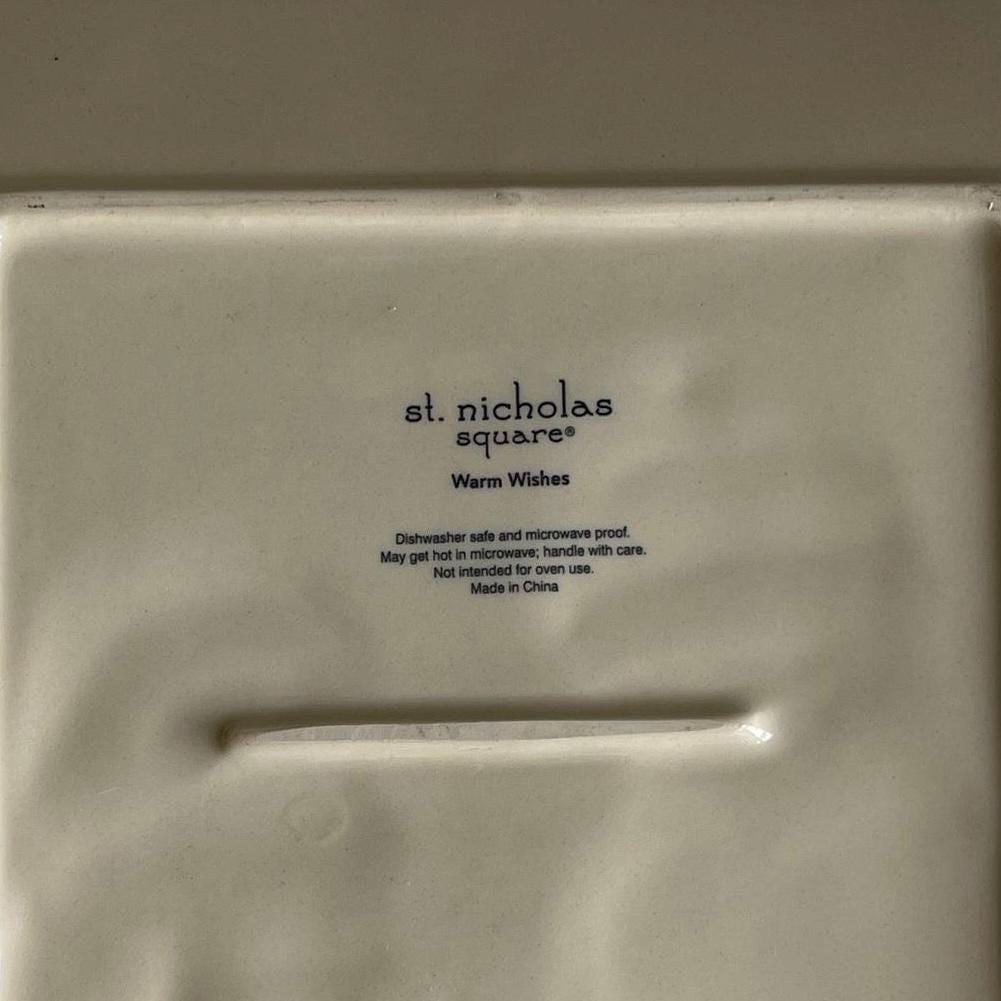 st. nicholas
square®
Warm Wishes
Dishwasher safe and microwave proof.
May get hot in microwave; handle with care.
Not intended for oven use.
Made in China